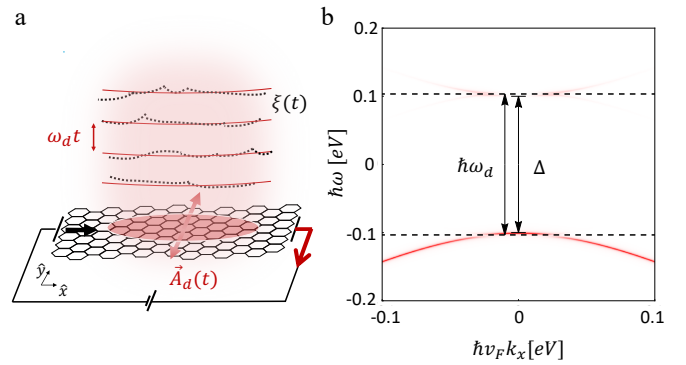 a
ξ(t)
ω_d t
A⃗_d(t)
ŷ
x̂
b
0.2
0.1
0
-0.1
-0.2
ℏω [eV]
ℏω_d
Δ
-0.1 0 0.1
ℏv_F k_x [eV]